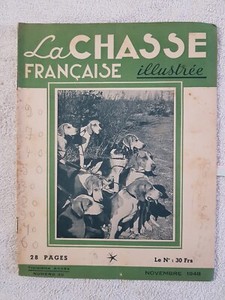 La CHASSE
FRANÇAISE illustrée
28 PAGES
Le N° : 30 Frs
NOVEMBRE 1948